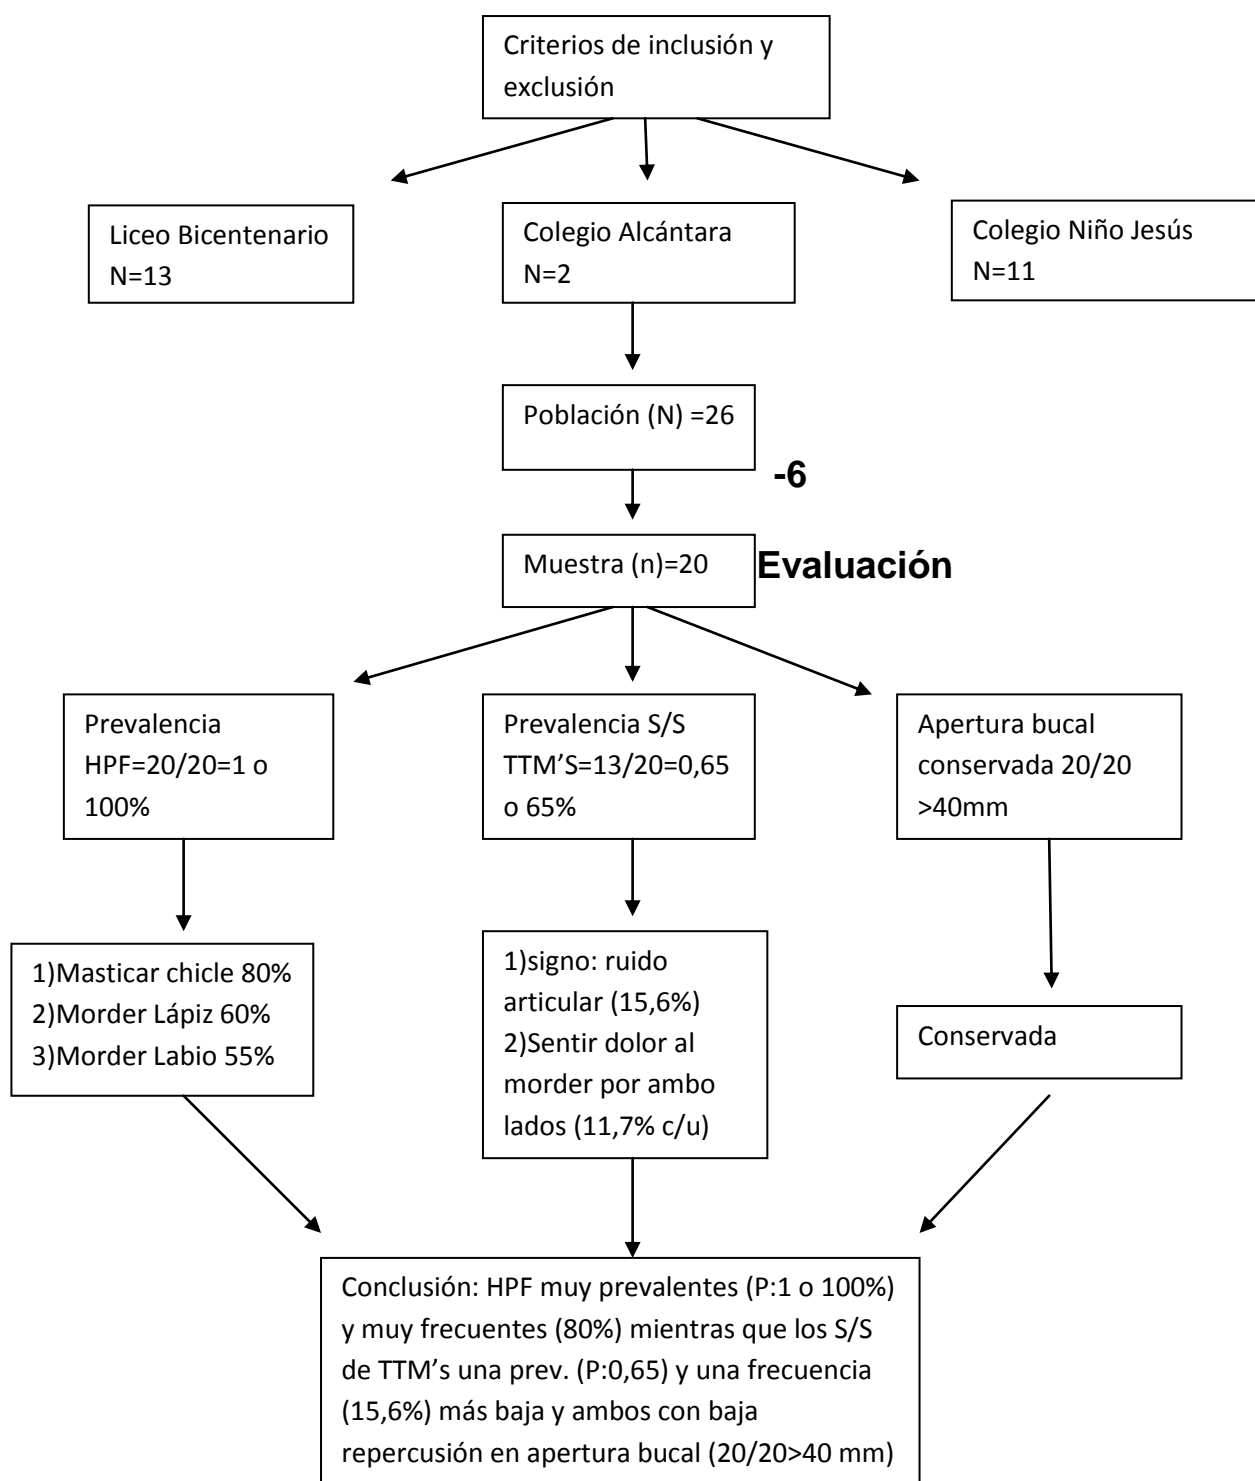 Criterios de inclusión y
exclusión
Liceo Bicentenario
N=13
Colegio Alcántara
N=2
Colegio Niño Jesús
N=11
Población (N) =26
-6
Muestra (n)=20
Evaluación
Prevalencia
HPF=20/20=1 o
100%
Prevalencia S/S
TTM’S=13/20=0,65
o 65%
Apertura bucal
conservada 20/20
>40mm
1)Masticar chicle 80%
2)Morder Lápiz 60%
3)Morder Labio 55%
1)signo: ruido
articular (15,6%)
2)Sentir dolor al
morder por ambo
lados (11,7% c/u)
Conservada
Conclusión: HPF muy prevalentes (P:1 o 100%)
y muy frecuentes (80%) mientras que los S/S
de TTM’s una prev. (P:0,65) y una frecuencia
(15,6%) más baja y ambos con baja
repercusión en apertura bucal (20/20>40 mm)